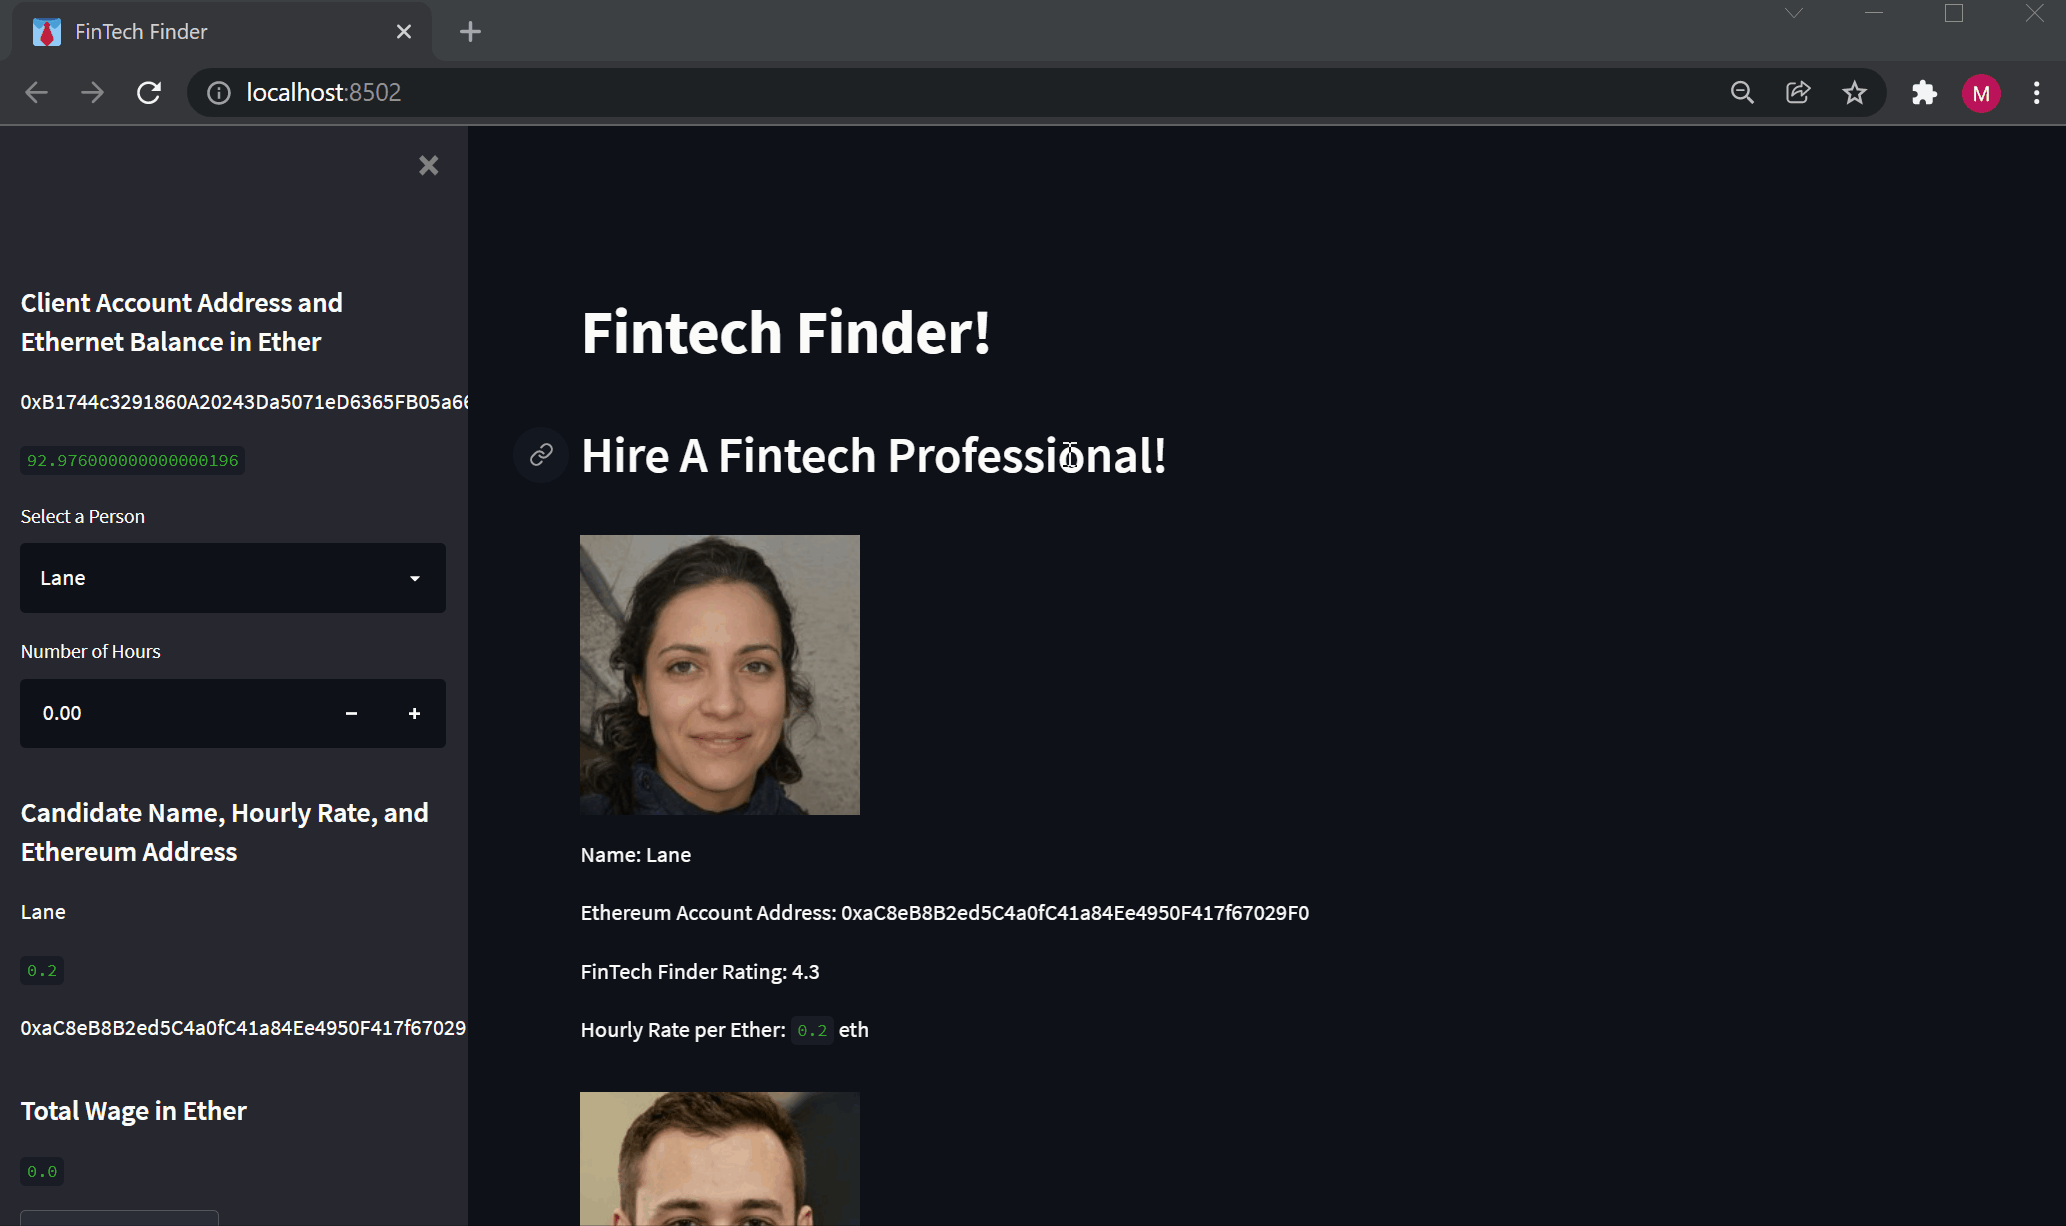 FinTech Finder
localhost:8502
M
Client Account Address and
Ethernet Balance in Ether
0xB1744c3291860A20243Da5071eD6365FB05a66
92.976000000000000196
Select a Person
Lane
Number of Hours
0.00
Candidate Name, Hourly Rate, and
Ethereum Address
Lane
0.2
0xaC8eB8B2ed5C4a0fC41a84Ee4950F417f67029
Total Wage in Ether
0.0
Fintech Finder!
Hire A Fintech Professional!
Name: Lane
Ethereum Account Address: 0xaC8eB8B2ed5C4a0fC41a84Ee4950F417f67029F0
FinTech Finder Rating: 4.3
Hourly Rate per Ether: 0.2 eth